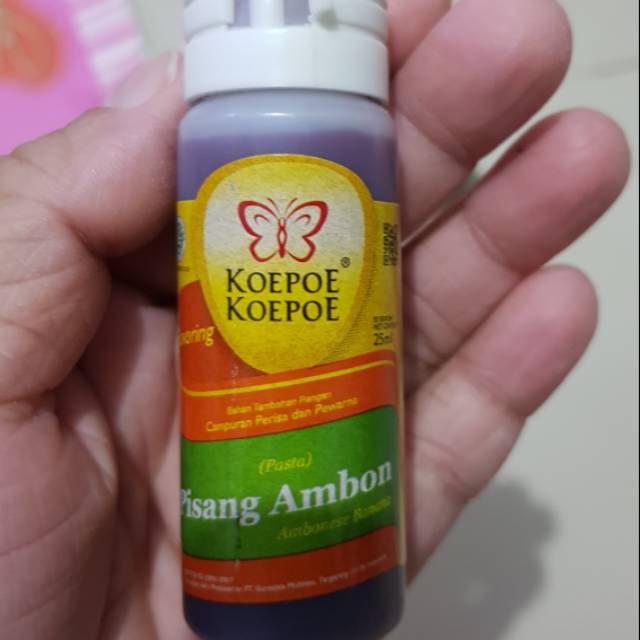 KOEPOE®
KOEPOE
25ml
Bahan Tambahan Pangan
Campuran Perisa dan Pewarna
(Pasta)
Pisang Ambon
Ambonese Banana